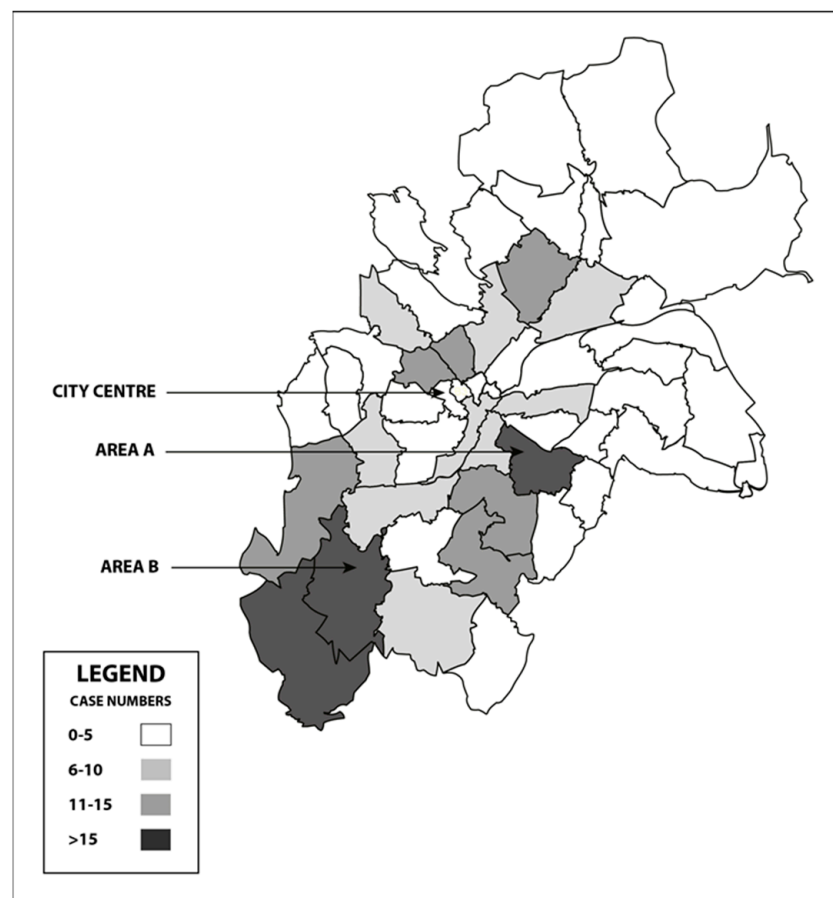 CITY CENTRE
AREA A
AREA B
LEGEND
CASE NUMBERS
0-5
6-10
11-15
>15